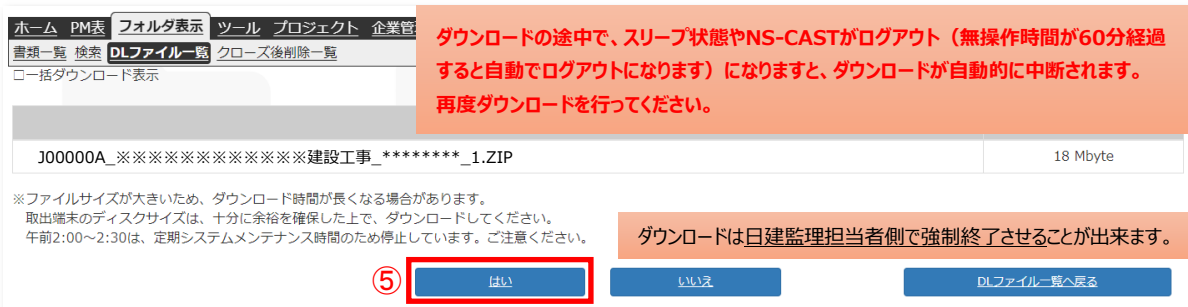 ホーム PM表 フォルダ表示 ツール プロジェクト 企業管
書類一覧 検索 DLファイル一覧 クローズ後削除一覧
□一括ダウンロード表示
ダウンロードの途中で、スリープ状態やNS-CASTがログアウト（無操作時間が60分経過
すると自動でログアウトになります）になりますと、ダウンロードが自動的に中断されます。
再度ダウンロードを行ってください。
J00000A_※※※※※※※※※※※※建設工事_********_1.ZIP 18 Mbyte
※ファイルサイズが大きいため、ダウンロード時間が長くなる場合があります。
取出端末のディスクサイズは、十分に余裕を確保した上で、ダウンロードしてください。
午前2:00～2:30は、定期システムメンテナンス時間のため停止しています。ご注意ください。
ダウンロードは日建監理担当者側で強制終了させることが出来ます。
⑤ はい いいえ DLファイル一覧へ戻る